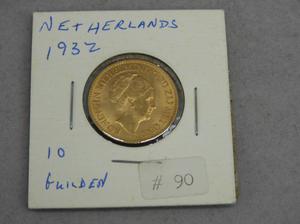 NETHERLANDS
1932
10
GUILDEN
# 90